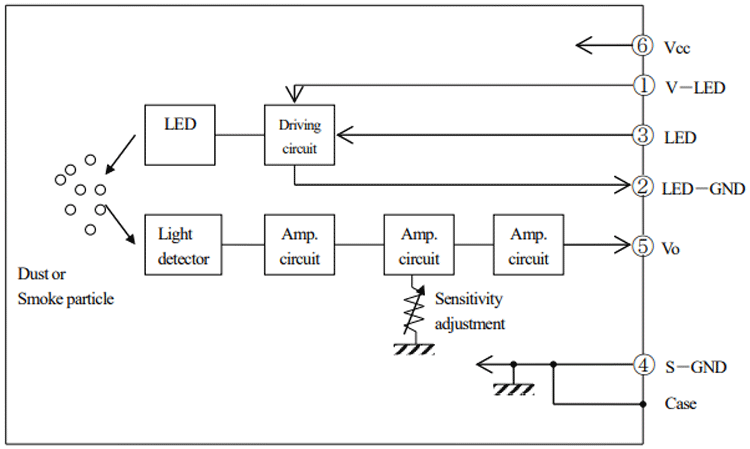 ⑥ Vcc
① V－LED
LED
Driving
circuit
③ LED
② LED－GND
Light
detector
Amp.
circuit
Amp.
circuit
Amp.
circuit
⑤ Vo
Dust or
Smoke particle
Sensitivity
adjustment
④ S－GND
Case